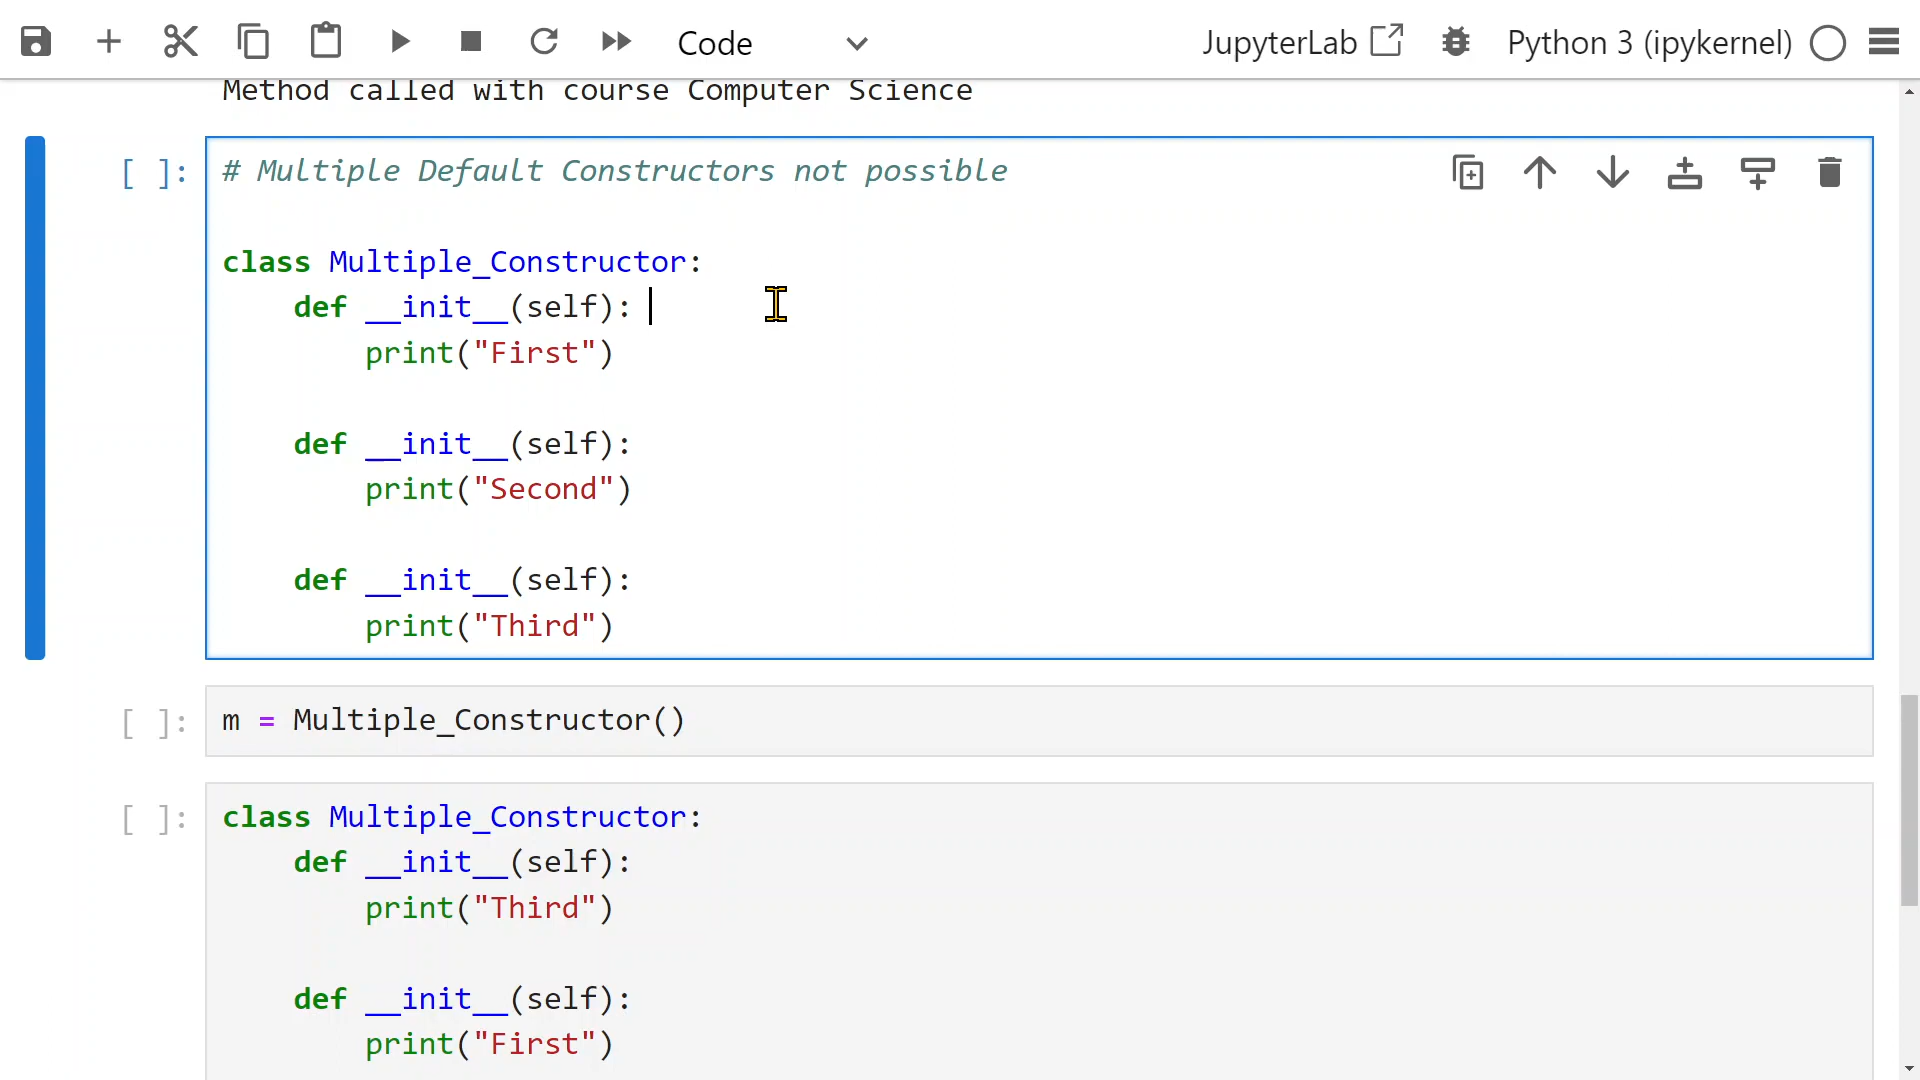 Code JupyterLab Python 3 (ipykernel)
Method called with course Computer Science
[ ]: # Multiple Default Constructors not possible
class Multiple_Constructor:
    def __init__(self):
        print("First")
    def __init__(self):
        print("Second")
    def __init__(self):
        print("Third")
[ ]: m = Multiple_Constructor()
[ ]: class Multiple_Constructor:
    def __init__(self):
        print("Third")
    def __init__(self):
        print("First")